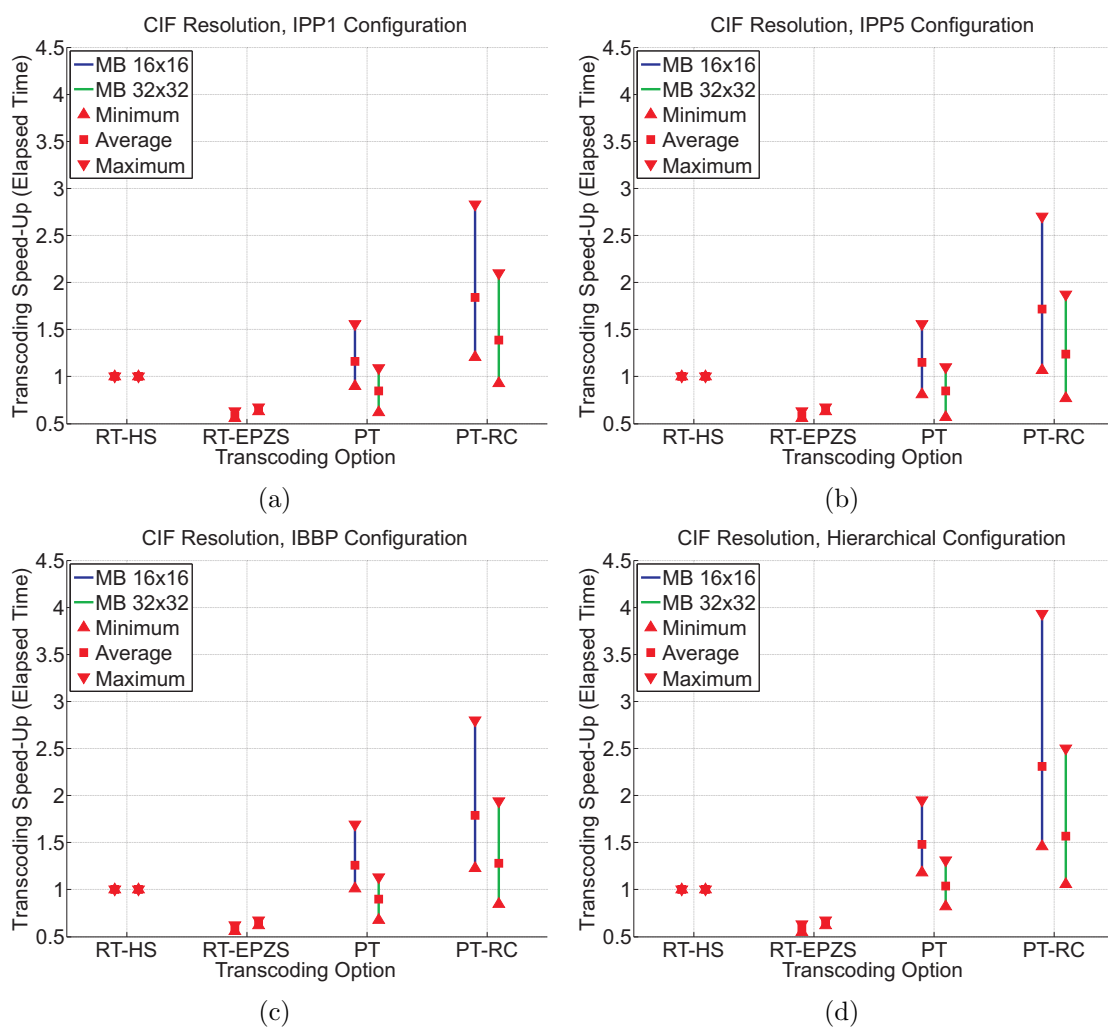 CIF Resolution, IPP1 Configuration
4.5
4
3.5
3
2.5
2
1.5
1
0.5
Transcoding Speed-Up (Elapsed Time)
MB 16x16
MB 32x32
Minimum
Average
Maximum
RT-HS RT-EPZS PT PT-RC
Transcoding Option
(a)
CIF Resolution, IPP5 Configuration
4.5
4
3.5
3
2.5
2
1.5
1
0.5
Transcoding Speed-Up (Elapsed Time)
MB 16x16
MB 32x32
Minimum
Average
Maximum
RT-HS RT-EPZS PT PT-RC
Transcoding Option
(b)
CIF Resolution, IBBP Configuration
4.5
4
3.5
3
2.5
2
1.5
1
0.5
Transcoding Speed-Up (Elapsed Time)
MB 16x16
MB 32x32
Minimum
Average
Maximum
RT-HS RT-EPZS PT PT-RC
Transcoding Option
(c)
CIF Resolution, Hierarchical Configuration
4.5
4
3.5
3
2.5
2
1.5
1
0.5
Transcoding Speed-Up (Elapsed Time)
MB 16x16
MB 32x32
Minimum
Average
Maximum
RT-HS RT-EPZS PT PT-RC
Transcoding Option
(d)